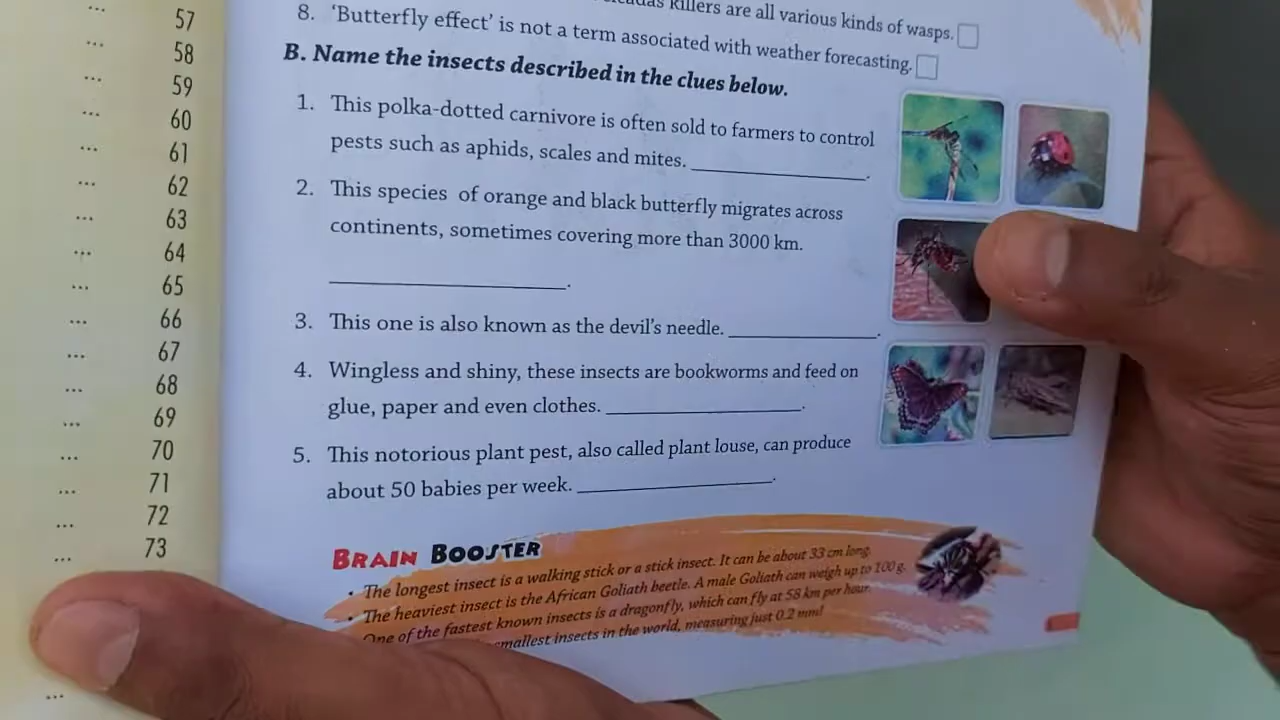 ... 57
... 58
... 59
... 60
... 61
... 62
... 63
... 64
... 65
... 66
... 67
... 68
... 69
... 70
... 71
... 72
... 73
...
killers are all various kinds of wasps.
8. ‘Butterfly effect’ is not a term associated with weather forecasting.
B. Name the insects described in the clues below.
1. This polka-dotted carnivore is often sold to farmers to control
pests such as aphids, scales and mites. ____________.
2. This species of orange and black butterfly migrates across
continents, sometimes covering more than 3000 km.
____________.
3. This one is also known as the devil’s needle. ____________.
4. Wingless and shiny, these insects are bookworms and feed on
glue, paper and even clothes. ____________.
5. This notorious plant pest, also called plant louse, can produce
about 50 babies per week. ____________.
BRAIN BOOSTER
• The longest insect is a walking stick or a stick insect. It can be about 33 cm long.
• The heaviest insect is the African Goliath beetle. A male Goliath can weigh up to 100 g.
One of the fastest known insects is a dragonfly, which can fly at 58 km per hour.
smallest insects in the world, measuring just 0.2 mm!